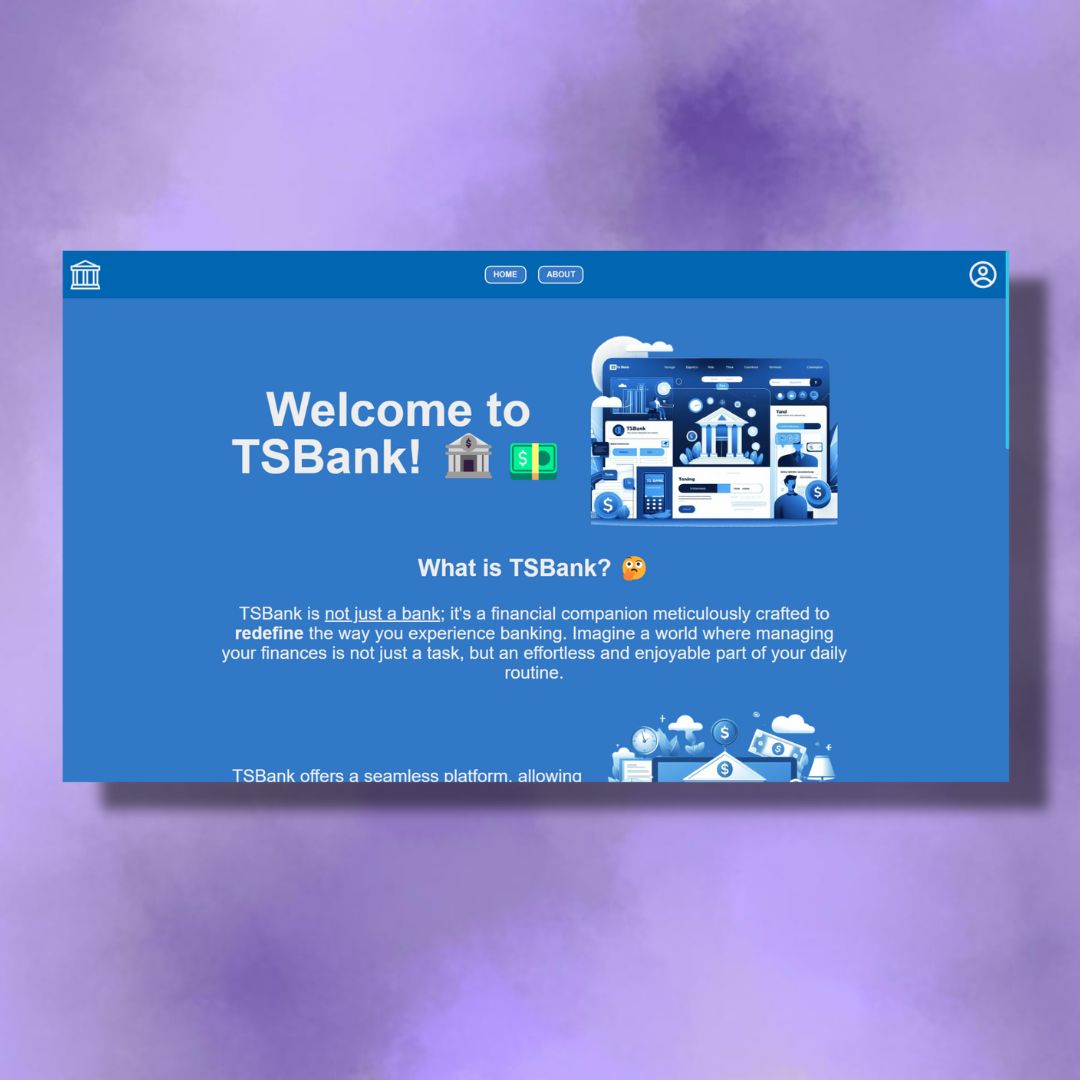 HOME
ABOUT
Welcome to
TSBank!
TSBank
What is TSBank?
TSBank is not just a bank; it's a financial companion meticulously crafted to
redefine the way you experience banking. Imagine a world where managing
your finances is not just a task, but an effortless and enjoyable part of your daily
routine.
TSBank offers a seamless platform, allowing